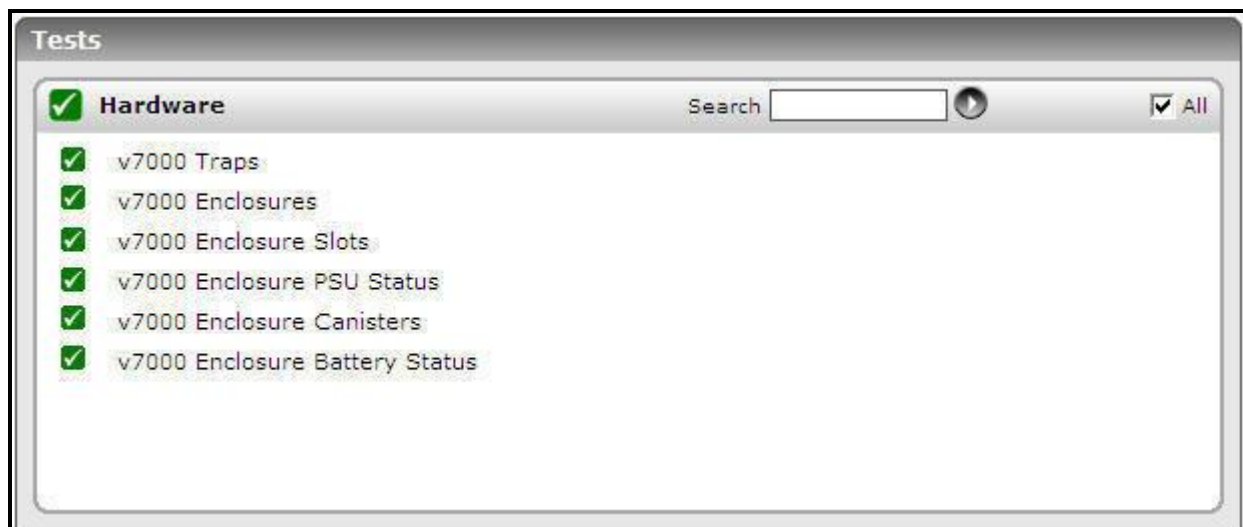 Tests
Hardware Search All
v7000 Traps
v7000 Enclosures
v7000 Enclosure Slots
v7000 Enclosure PSU Status
v7000 Enclosure Canisters
v7000 Enclosure Battery Status